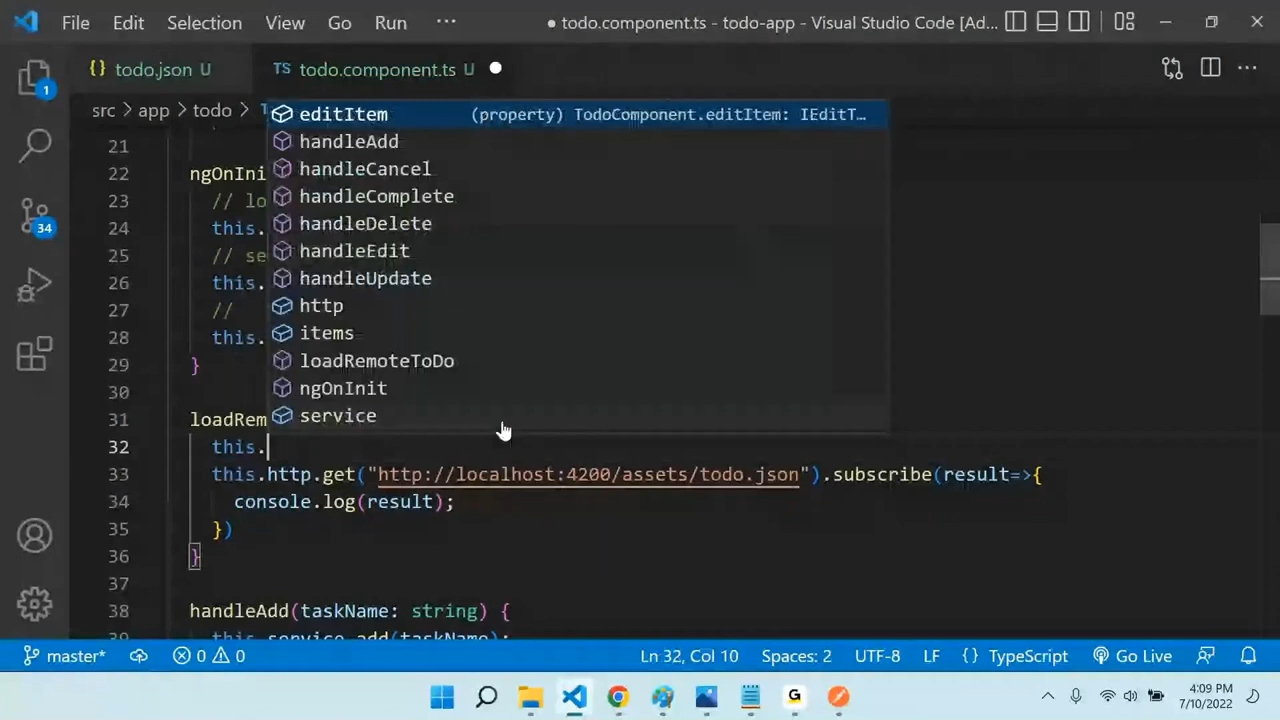 File Edit Selection View Go Run ··· ● todo.component.ts - todo-app - Visual Studio Code [Ad...
{} todo.json U TS todo.component.ts U ●
src > app > todo >
1
34
editItem (property) TodoComponent.editItem: IEditT…
handleAdd
handleCancel
handleComplete
handleDelete
handleEdit
handleUpdate
http
items
loadRemoteToDo
ngOnInit
service
21
22 ngOnIni
23 // lo
24 this.
25 // se
26 this.
27 //
28 this.
29 }
30
31 loadRem
32 this.
33 this.http.get("http://localhost:4200/assets/todo.json").subscribe(result=>{
34 console.log(result);
35 })
36 }
37
38 handleAdd(taskName: string) {
39 this.service.add(taskName);
master* 0 0 Ln 32, Col 10 Spaces: 2 UTF-8 LF {} TypeScript Go Live
G
4:09 PM
7/10/2022